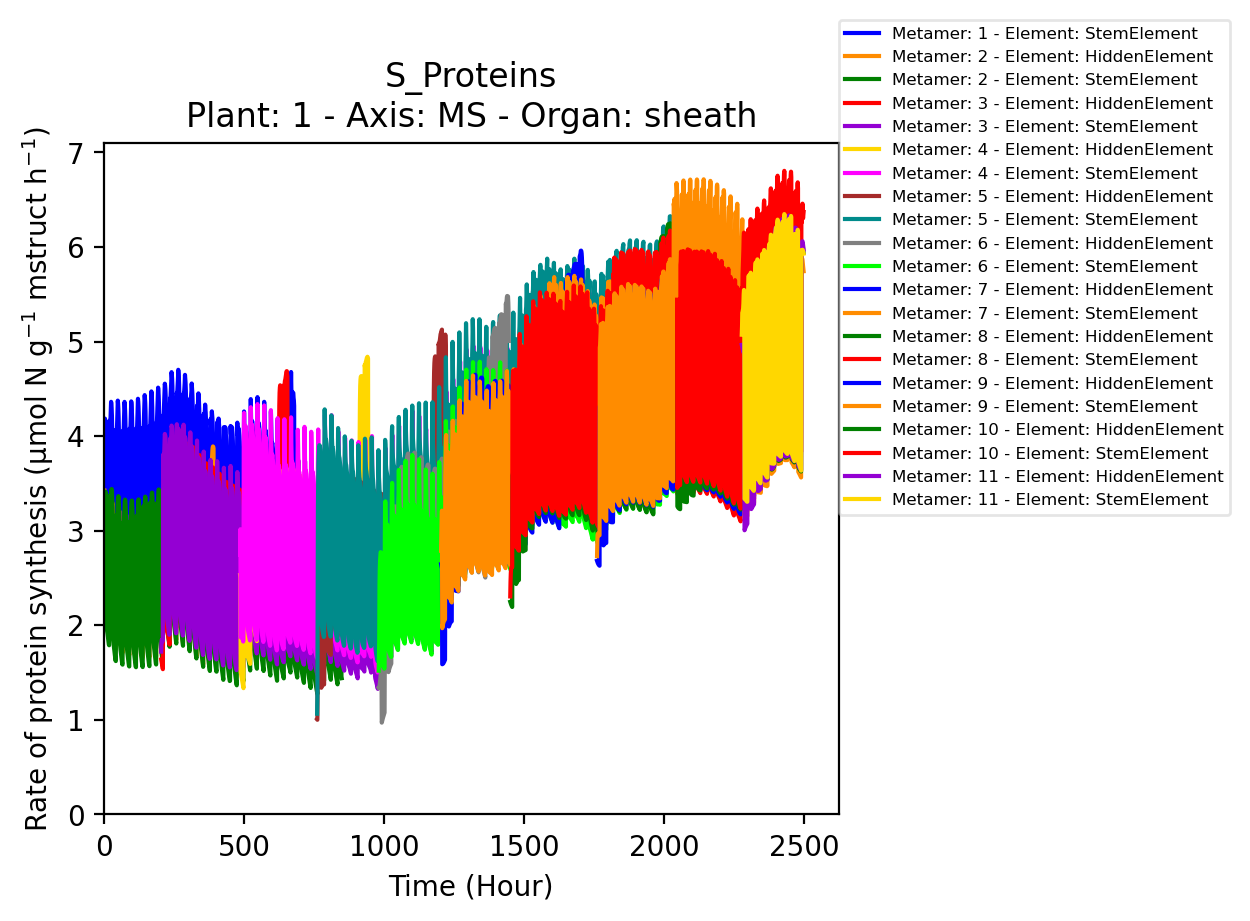 S_Proteins
Plant: 1 - Axis: MS - Organ: sheath
Rate of protein synthesis (µmol N g⁻¹ mstruct h⁻¹)
7
6
5
4
3
2
1
0
0 500 1000 1500 2000 2500
Time (Hour)
Metamer: 1 - Element: StemElement
Metamer: 2 - Element: HiddenElement
Metamer: 2 - Element: StemElement
Metamer: 3 - Element: HiddenElement
Metamer: 3 - Element: StemElement
Metamer: 4 - Element: HiddenElement
Metamer: 4 - Element: StemElement
Metamer: 5 - Element: HiddenElement
Metamer: 5 - Element: StemElement
Metamer: 6 - Element: HiddenElement
Metamer: 6 - Element: StemElement
Metamer: 7 - Element: HiddenElement
Metamer: 7 - Element: StemElement
Metamer: 8 - Element: HiddenElement
Metamer: 8 - Element: StemElement
Metamer: 9 - Element: HiddenElement
Metamer: 9 - Element: StemElement
Metamer: 10 - Element: HiddenElement
Metamer: 10 - Element: StemElement
Metamer: 11 - Element: HiddenElement
Metamer: 11 - Element: StemElement